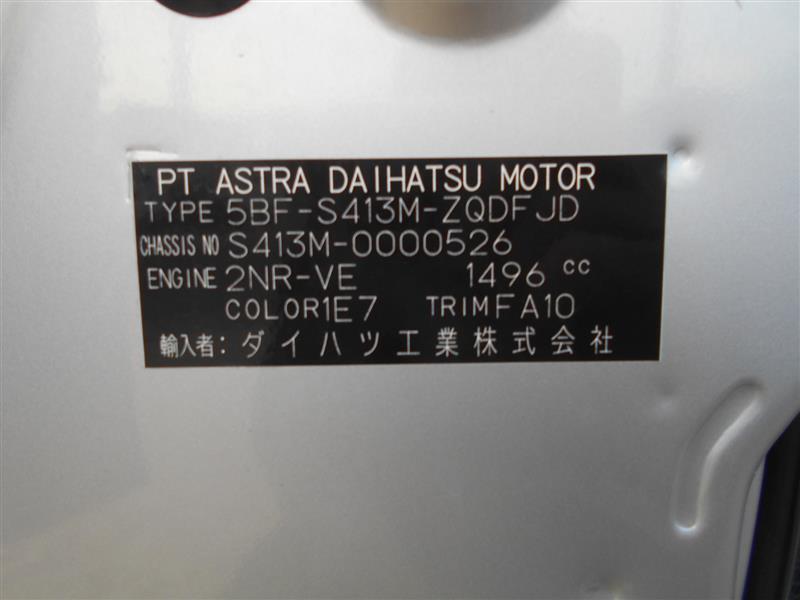 PT ASTRA DAIHATSU MOTOR
TYPE 5BF-S413M-ZQDFJD
CHASSIS NO S413M-0000526
ENGINE 2NR-VE 1496 cc
COLOR 1E7 TRIM FA10
輸入者: ダイハツ工業株式会社